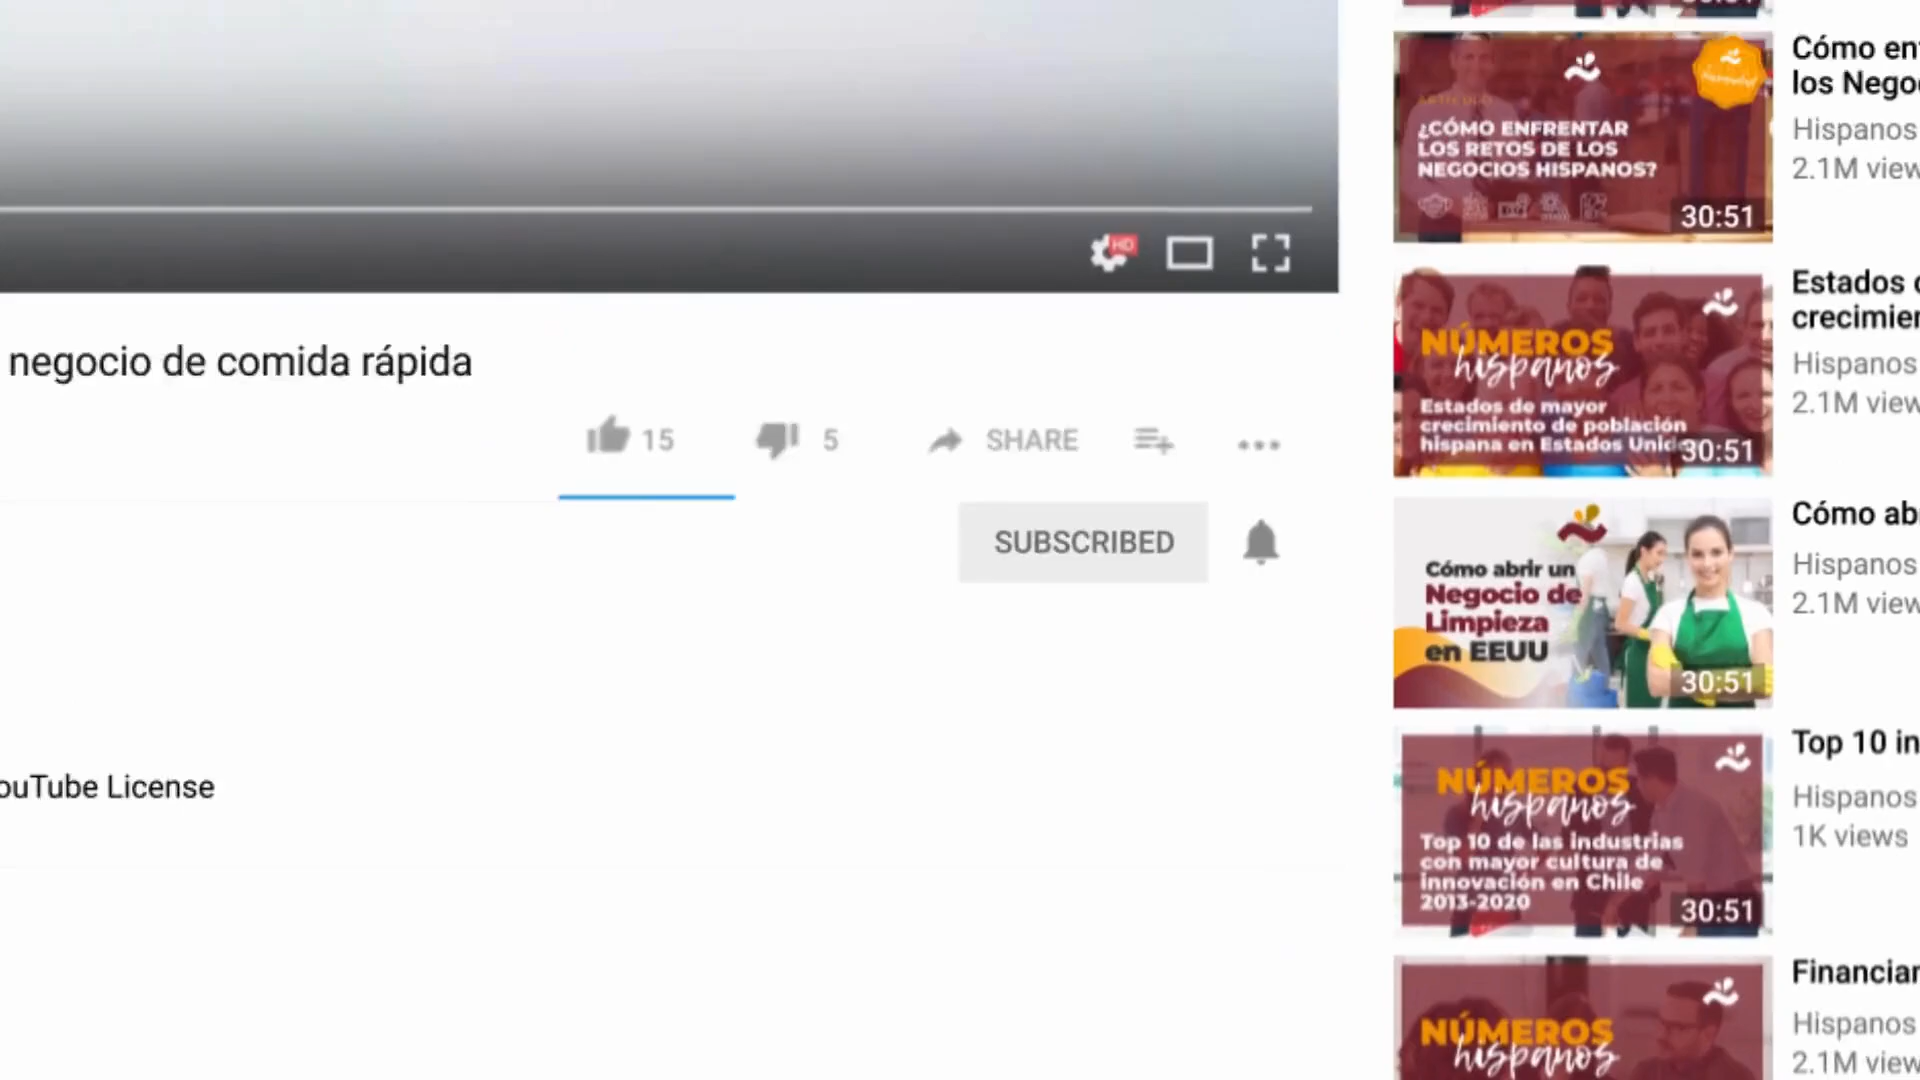 HD
negocio de comida rápida
15
5
SHARE
SUBSCRIBED
ouTube License
¿CÓMO ENFRENTAR
LOS RETOS DE LOS
NEGOCIOS HISPANOS?
30:51
Cómo en
los Nego
Hispanos
2.1M view
NÚMEROS
hispanos
Estados de mayor
crecimiento de población
hispana en Estados Unid
30:51
Estados
crecimien
Hispanos
2.1M view
Cómo abrir un
Negocio de
Limpieza
en EEUU
30:51
Cómo ab
Hispanos
2.1M view
NÚMEROS
hispanos
Top 10 de las industrias
con mayor cultura de
innovación en Chile
2013-2020
30:51
Top 10 in
Hispanos
1K views
NÚMEROS
hispanos
Financiar
Hispanos
2.1M view